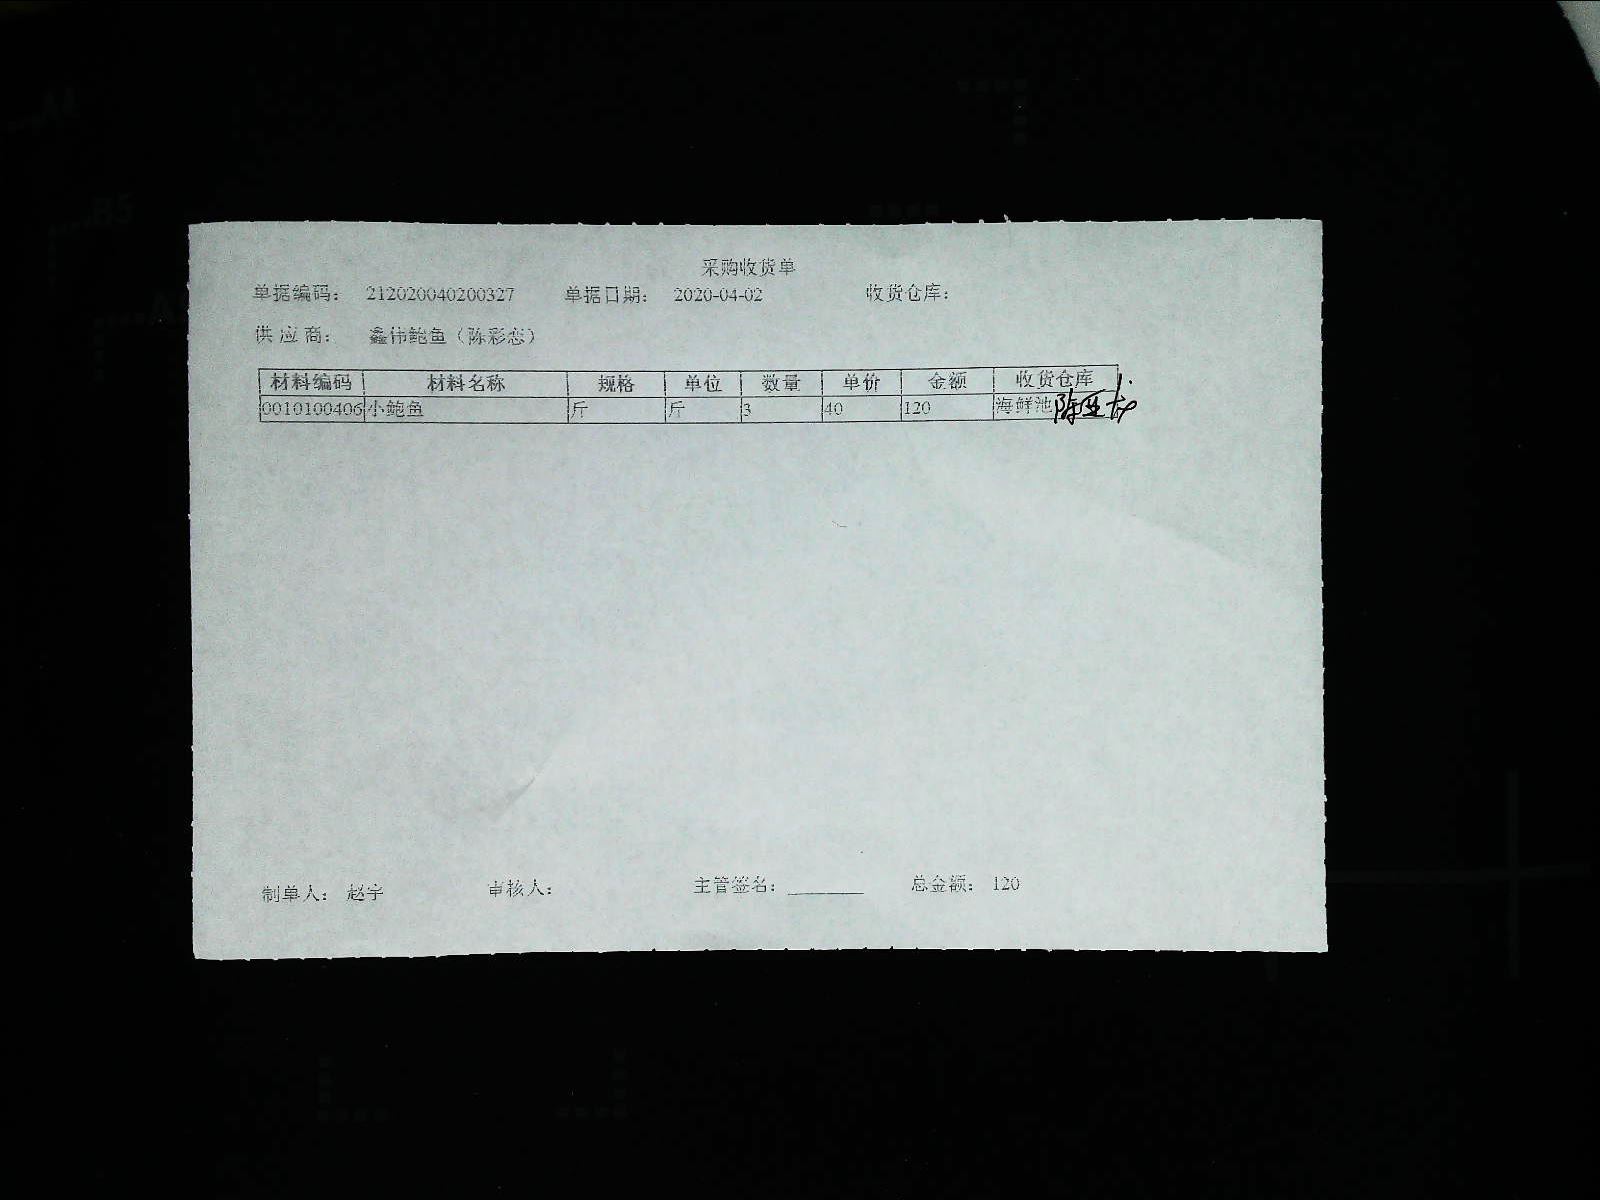 采购收货单
单据编码： 212020040200327 单据日期： 2020-04-02 收货仓库：
供应商： 鑫伟鲍鱼（陈彩恋）
材料编码 材料名称 规格 单位 数量 单价 金额 收货仓库
0010100406 小鲍鱼 斤 斤 3 40 120 海鲜池
制单人： 赵宇 审核人： 主管签名： 总金额： 120